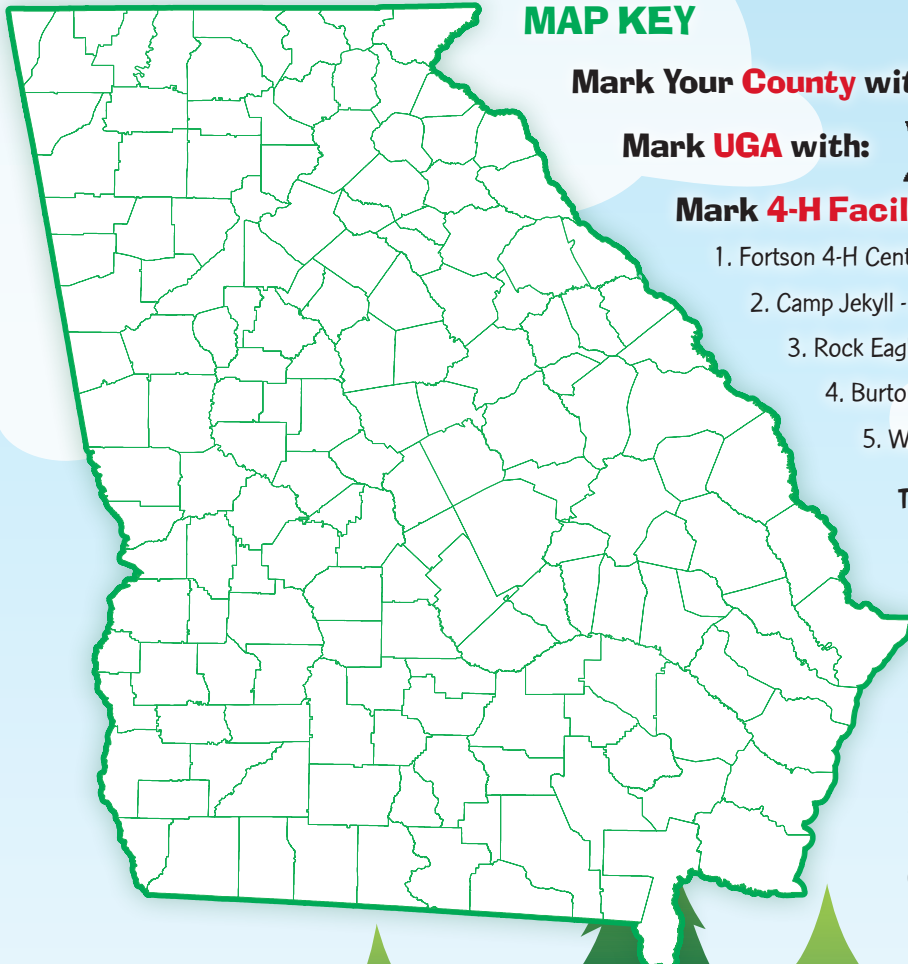 MAP KEY
Mark Your County wit
Mark UGA with:
Mark 4-H Facil
1. Fortson 4-H Cent
2. Camp Jekyll -
3. Rock Eag
4. Burto
5. W
T